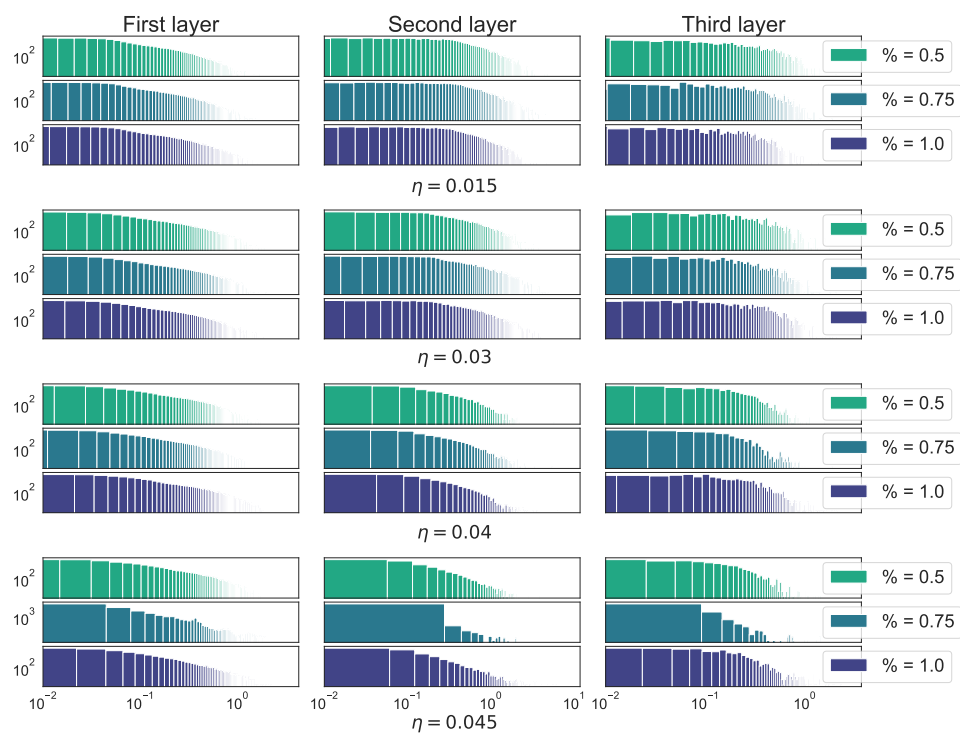 First layer Second layer Third layer
10² % = 0.5
10² % = 0.75
10² % = 1.0
η = 0.015
10² % = 0.5
10² % = 0.75
10² % = 1.0
η = 0.03
10² % = 0.5
10² % = 0.75
10² % = 1.0
η = 0.04
10² % = 0.5
10³ % = 0.75
10² % = 1.0
10⁻² 10⁻¹ 10⁰ 10⁻² 10⁻¹ 10⁰ 10¹ 10⁻² 10⁻¹ 10⁰
η = 0.045